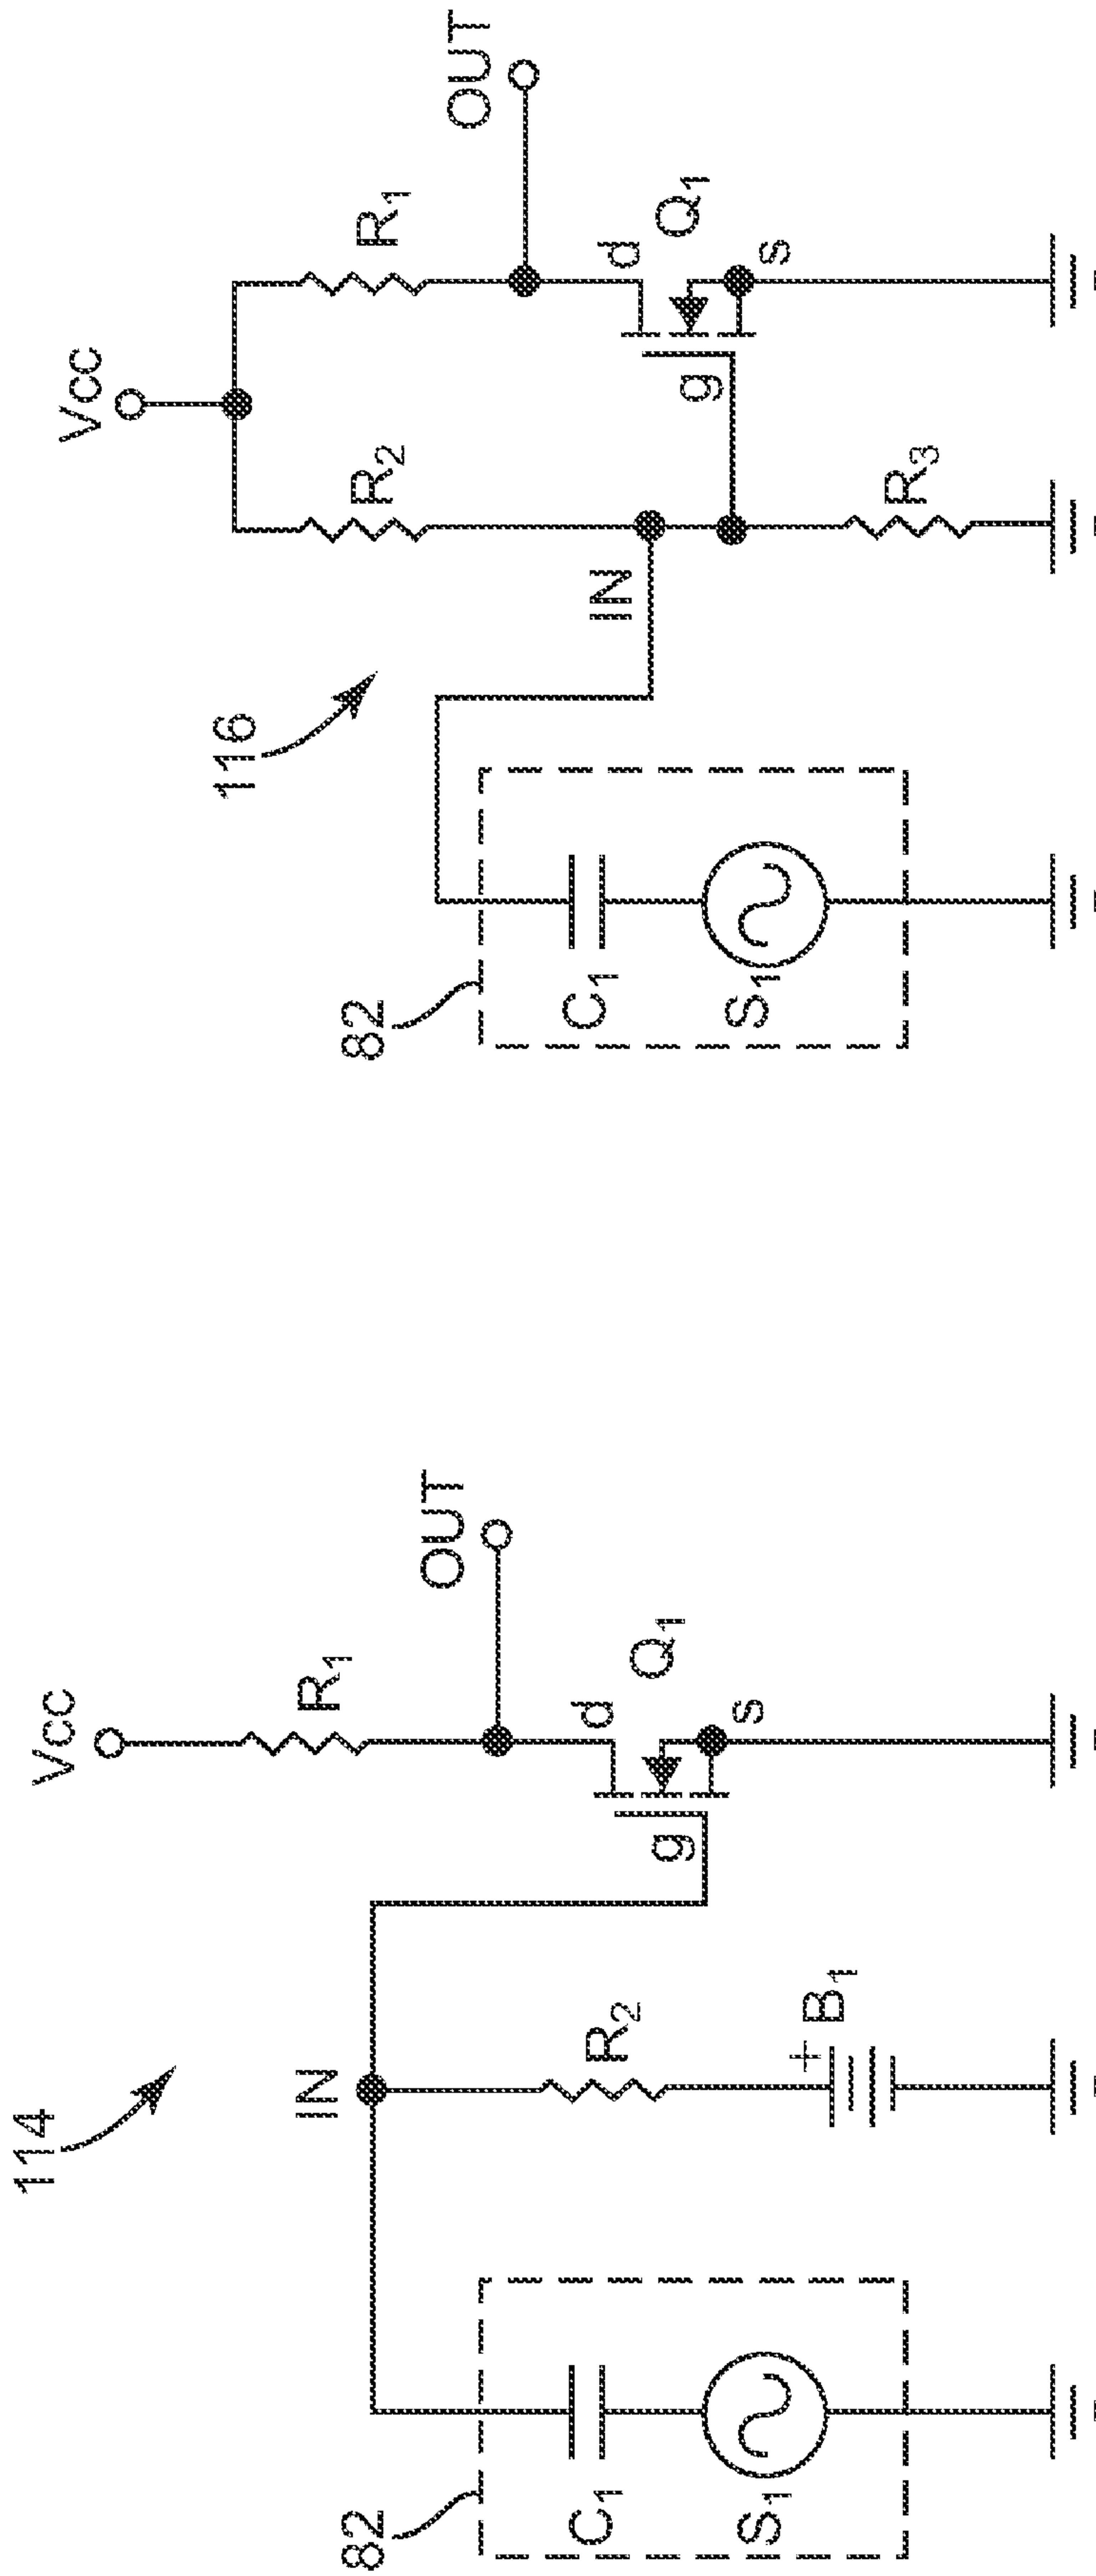 114
Vcc
R1
OUT
IN
d
Q1
g
s
R2
+
B1
82
C1
S1
116
Vcc
R2
R1
OUT
IN
d
Q1
g
s
R3
82
C1
S1